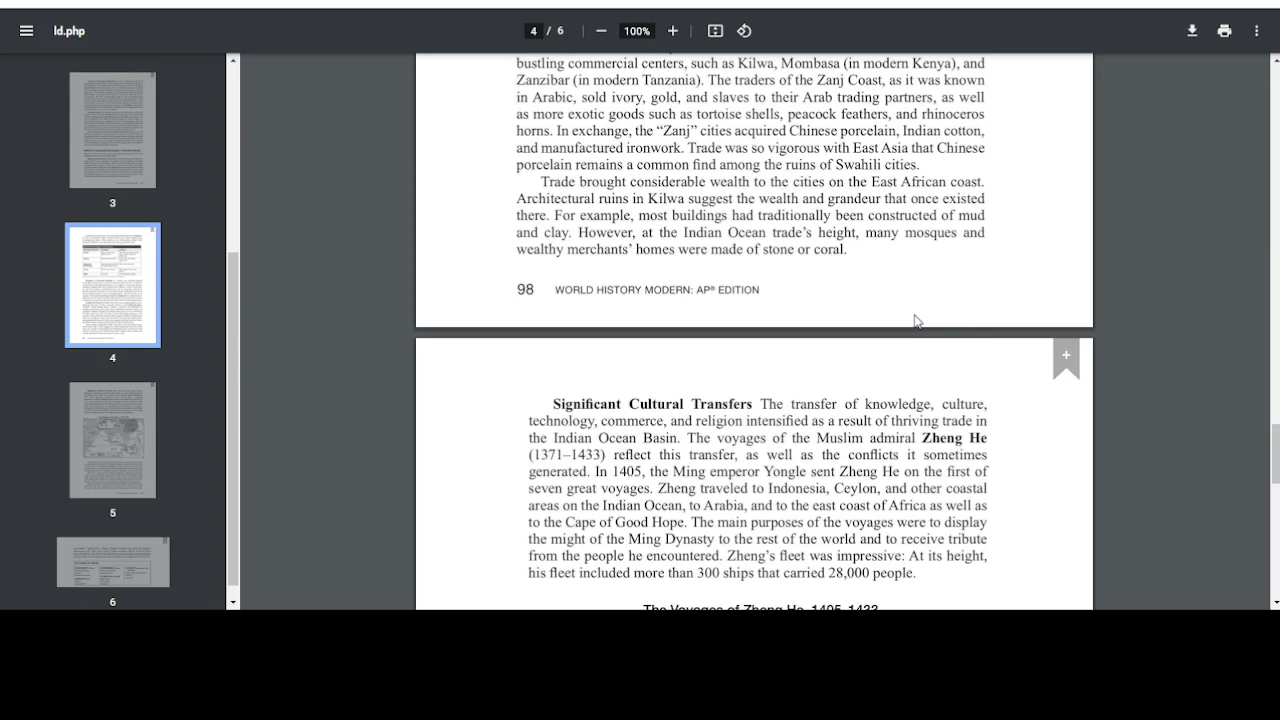 ld.php
4 / 6
100%
3
4
5
6
bustling commercial centers, such as Kilwa, Mombasa (in modern Kenya), and
Zanzibar (in modern Tanzania). The traders of the Zanj Coast, as it was known
in Arabic, sold ivory, gold, and slaves to their Arab trading partners, as well
as more exotic goods such as tortoise shells, peacock feathers, and rhinoceros
horns. In exchange, the “Zanj” cities acquired Chinese porcelain, Indian cotton,
and manufactured ironwork. Trade was so vigorous with East Asia that Chinese
porcelain remains a common find among the ruins of Swahili cities.
Trade brought considerable wealth to the cities on the East African coast.
Architectural ruins in Kilwa suggest the wealth and grandeur that once existed
there. For example, most buildings had traditionally been constructed of mud
and clay. However, at the Indian Ocean trade’s height, many mosques and
wealthy merchants’ homes were made of stone or coral.
98 WORLD HISTORY MODERN: AP® EDITION
Significant Cultural Transfers The transfer of knowledge, culture,
technology, commerce, and religion intensified as a result of thriving trade in
the Indian Ocean Basin. The voyages of the Muslim admiral Zheng He
(1371–1433) reflect this transfer, as well as the conflicts it sometimes
generated. In 1405, the Ming emperor Yongle sent Zheng He on the first of
seven great voyages. Zheng traveled to Indonesia, Ceylon, and other coastal
areas on the Indian Ocean, to Arabia, and to the east coast of Africa as well as
to the Cape of Good Hope. The main purposes of the voyages were to display
the might of the Ming Dynasty to the rest of the world and to receive tribute
from the people he encountered. Zheng’s fleet was impressive: At its height,
his fleet included more than 300 ships that carried 28,000 people.
The Voyages of Zheng He, 1405–1433